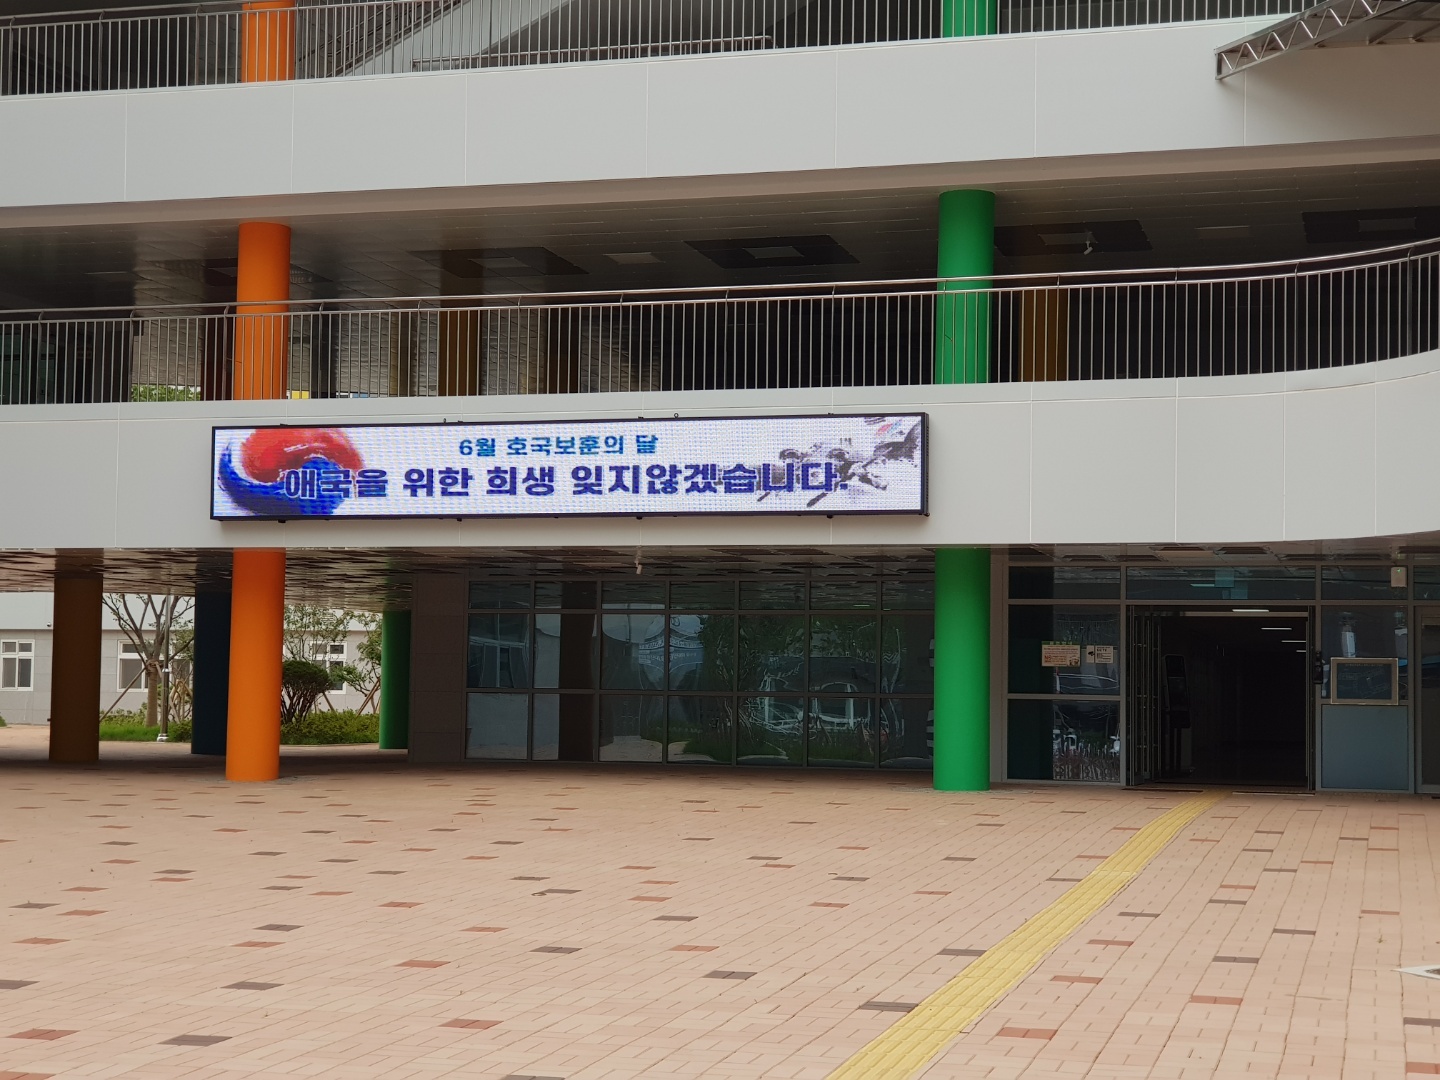 6월 호국보훈의 달
애국을 위한 희생 잊지않겠습니다.